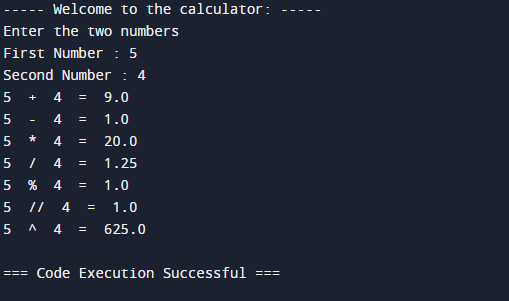 ----- Welcome to the calculator: -----
Enter the two numbers
First Number : 5
Second Number : 4
5  +  4  =  9.0
5  -  4  =  1.0
5  *  4  =  20.0
5  /  4  =  1.25
5  %  4  =  1.0
5  //  4  =  1.0
5  ^  4  =  625.0
=== Code Execution Successful ===